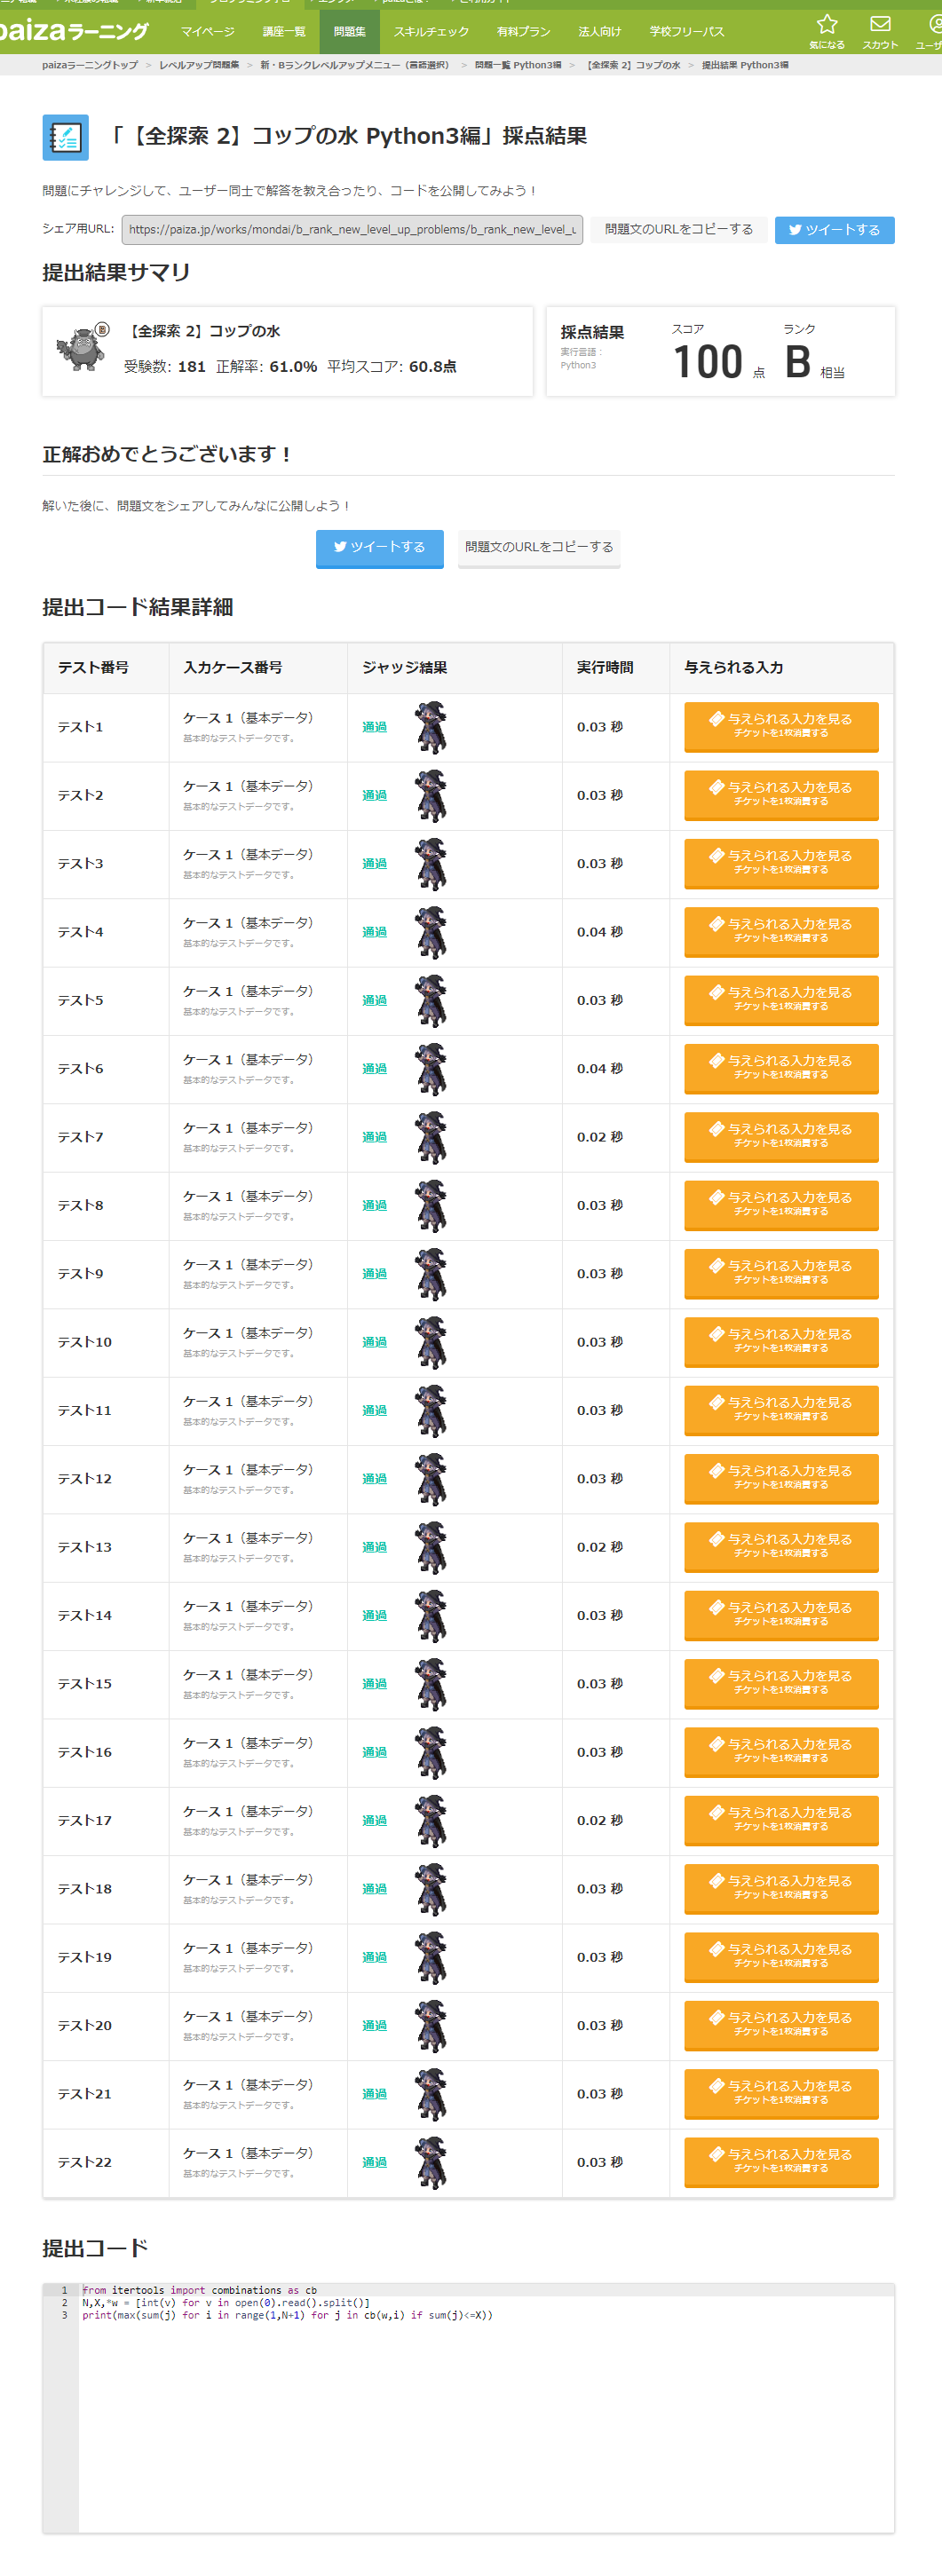 paizaラーニング
マイページ 講座一覧 問題集 スキルチェック 有料プラン 法人向け 学校フリーパス 気になる スカウト
paizaラーニングトップ > レベルアップ問題集 > 新・Bランクレベルアップメニュー（言語選択） > 問題一覧 Python3編 > 【全探索 2】コップの水 > 提出結果 Python3編
「【全探索 2】コップの水 Python3編」採点結果
問題にチャレンジして、ユーザー同士で解答を教え合ったり、コードを公開してみよう！
シェア用URL: https://paiza.jp/works/mondai/b_rank_new_level_up_problems/b_rank_new_level_u 問題文のURLをコピーする ツイートする
提出結果サマリ
B
【全探索 2】コップの水
受験数: 181 正解率: 61.0% 平均スコア: 60.8点
採点結果
実行言語：
Python3
スコア
100 点
ランク
B 相当
正解おめでとうございます！
解いた後に、問題文をシェアしてみんなに公開しよう！
ツイートする 問題文のURLをコピーする
提出コード結果詳細
テスト番号 入力ケース番号 ジャッジ結果 実行時間 与えられる入力
テスト1 ケース 1（基本データ） 基本的なテストデータです。 通過 0.03 秒 与えられる入力を見る チケットを1枚消費する
テスト2 ケース 1（基本データ） 基本的なテストデータです。 通過 0.03 秒 与えられる入力を見る チケットを1枚消費する
テスト3 ケース 1（基本データ） 基本的なテストデータです。 通過 0.03 秒 与えられる入力を見る チケットを1枚消費する
テスト4 ケース 1（基本データ） 基本的なテストデータです。 通過 0.04 秒 与えられる入力を見る チケットを1枚消費する
テスト5 ケース 1（基本データ） 基本的なテストデータです。 通過 0.03 秒 与えられる入力を見る チケットを1枚消費する
テスト6 ケース 1（基本データ） 基本的なテストデータです。 通過 0.04 秒 与えられる入力を見る チケットを1枚消費する
テスト7 ケース 1（基本データ） 基本的なテストデータです。 通過 0.02 秒 与えられる入力を見る チケットを1枚消費する
テスト8 ケース 1（基本データ） 基本的なテストデータです。 通過 0.03 秒 与えられる入力を見る チケットを1枚消費する
テスト9 ケース 1（基本データ） 基本的なテストデータです。 通過 0.03 秒 与えられる入力を見る チケットを1枚消費する
テスト10 ケース 1（基本データ） 基本的なテストデータです。 通過 0.03 秒 与えられる入力を見る チケットを1枚消費する
テスト11 ケース 1（基本データ） 基本的なテストデータです。 通過 0.03 秒 与えられる入力を見る チケットを1枚消費する
テスト12 ケース 1（基本データ） 基本的なテストデータです。 通過 0.03 秒 与えられる入力を見る チケットを1枚消費する
テスト13 ケース 1（基本データ） 基本的なテストデータです。 通過 0.02 秒 与えられる入力を見る チケットを1枚消費する
テスト14 ケース 1（基本データ） 基本的なテストデータです。 通過 0.03 秒 与えられる入力を見る チケットを1枚消費する
テスト15 ケース 1（基本データ） 基本的なテストデータです。 通過 0.03 秒 与えられる入力を見る チケットを1枚消費する
テスト16 ケース 1（基本データ） 基本的なテストデータです。 通過 0.03 秒 与えられる入力を見る チケットを1枚消費する
テスト17 ケース 1（基本データ） 基本的なテストデータです。 通過 0.02 秒 与えられる入力を見る チケットを1枚消費する
テスト18 ケース 1（基本データ） 基本的なテストデータです。 通過 0.03 秒 与えられる入力を見る チケットを1枚消費する
テスト19 ケース 1（基本データ） 基本的なテストデータです。 通過 0.03 秒 与えられる入力を見る チケットを1枚消費する
テスト20 ケース 1（基本データ） 基本的なテストデータです。 通過 0.03 秒 与えられる入力を見る チケットを1枚消費する
テスト21 ケース 1（基本データ） 基本的なテストデータです。 通過 0.03 秒 与えられる入力を見る チケットを1枚消費する
テスト22 ケース 1（基本データ） 基本的なテストデータです。 通過 0.03 秒 与えられる入力を見る チケットを1枚消費する
提出コード
1 from itertools import combinations as cb
2 N,X,*w = [int(v) for v in open(0).read().split()]
3 print(max(sum(j) for i in range(1,N+1) for j in cb(w,i) if sum(j)<=X))